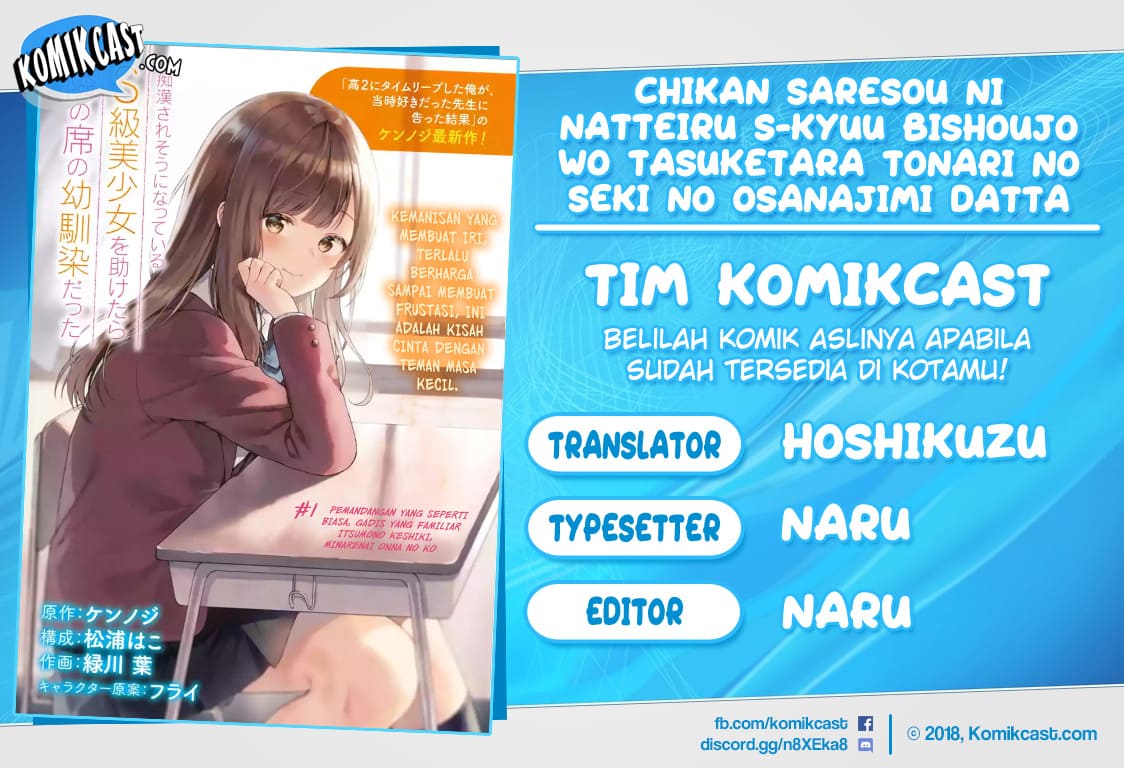 KOMIKCAST
.COM
痴漢されそうになっている
S級美少女を助けたら
の席の幼馴染だった
「高2にタイムリープした俺が、
当時好きだった先生に
告った結果」の
ケンノジ最新作!
KEMANISAN YANG
MEMBUAT IRI,
TERLALU
BERHARGA
SAMPAI MEMBUAT
FRUSTASI, INI
ADALAH KISAH
CINTA DENGAN
TEMAN MASA
KECIL.
#1 PEMANDANGAN YANG SEPERTI
BIASA, GADIS YANG FAMILIAR
ITSUMONO KESHIKI,
MINARENAI ONNA NO KO
原作:ケンノジ
構成:松浦はこ
作画:緑川 葉
キャラクター原案:フライ
CHIKAN SARESOU NI
NATTEIRU S-KYUU BISHOUJO
WO TASUKETARA TONARI NO
SEKI NO OSANAJIMI DATTA
TIM KOMIKCAST
BELILAH KOMIK ASLINYA APABILA
SUDAH TERSEDIA DI KOTAMU!
TRANSLATOR HOSHIKUZU
TYPESETTER NARU
EDITOR NARU
fb.com/komikcast
discord.gg/n8XEka8
© 2018, Komikcast.com